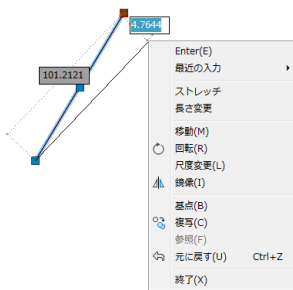 4.7644
101.2121
Enter(E)
最近の入力
ストレッチ
長さ変更
移動(M)
回転(R)
尺度変更(L)
鏡像(I)
基点(B)
複写(C)
参照(F)
元に戻す(U) Ctrl+Z
終了(X)